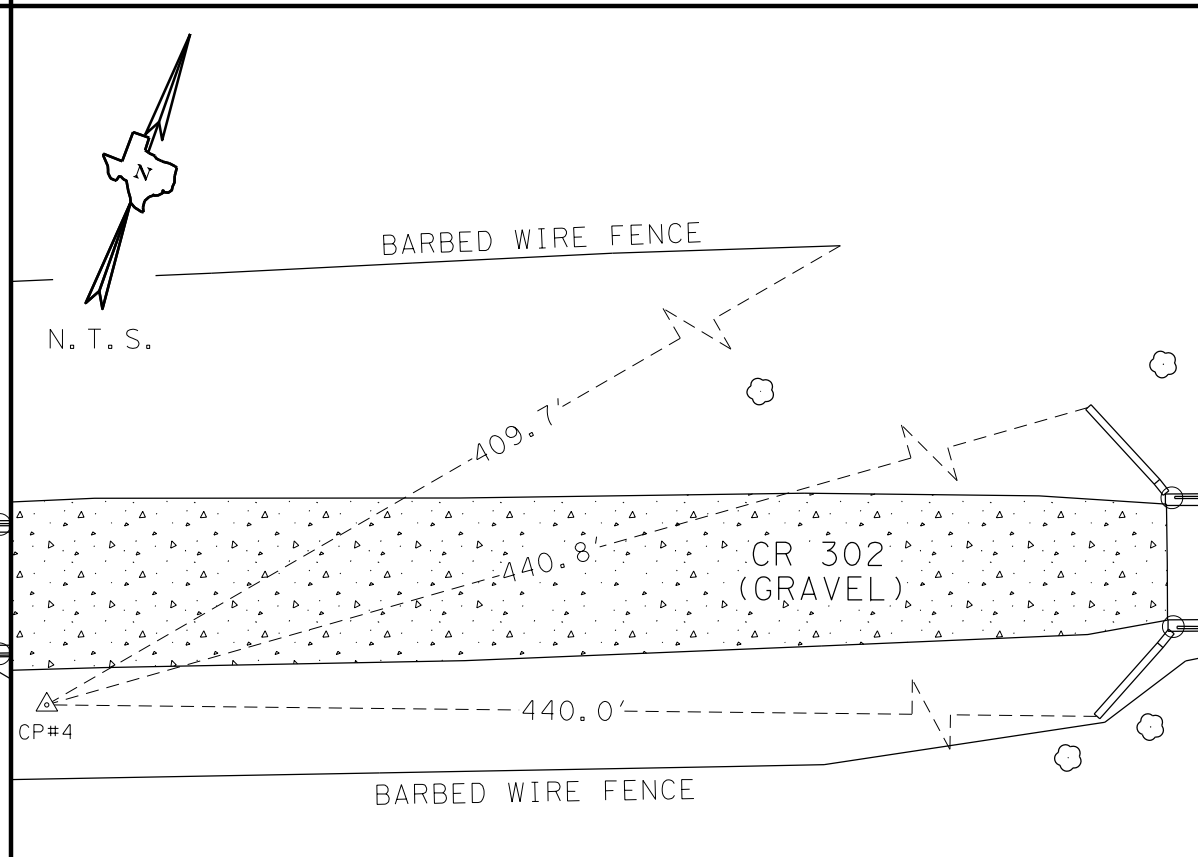 N
N.T.S.
BARBED WIRE FENCE
409.7'
440.8'
CR 302
(GRAVEL)
440.0'
CP#4
BARBED WIRE FENCE